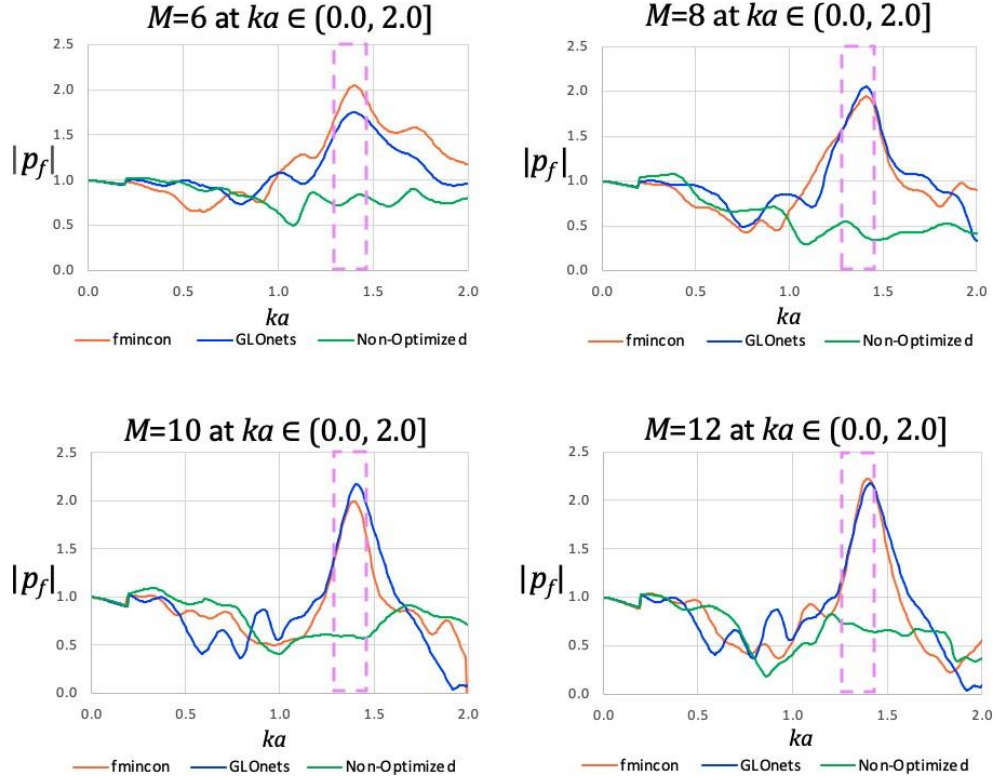 M=6 at ka ∈ (0.0, 2.0]
2.5
2.0
1.5
|p_f|
1.0
0.5
0.0
0.0 0.5 1.0 1.5 2.0
ka
fmincon GLOnets Non-Optimized
M=8 at ka ∈ (0.0, 2.0]
2.5
2.0
1.5
|p_f|
1.0
0.5
0.0
0.0 0.5 1.0 1.5 2.0
ka
fmincon GLOnets Non-Optimized
M=10 at ka ∈ (0.0, 2.0]
2.5
2.0
1.5
|p_f|
1.0
0.5
0.0
0.0 0.5 1.0 1.5 2.0
ka
fmincon GLOnets Non-Optimized
M=12 at ka ∈ (0.0, 2.0]
2.5
2.0
1.5
|p_f|
1.0
0.5
0.0
0.0 0.5 1.0 1.5 2.0
ka
fmincon GLOnets Non-Optimized